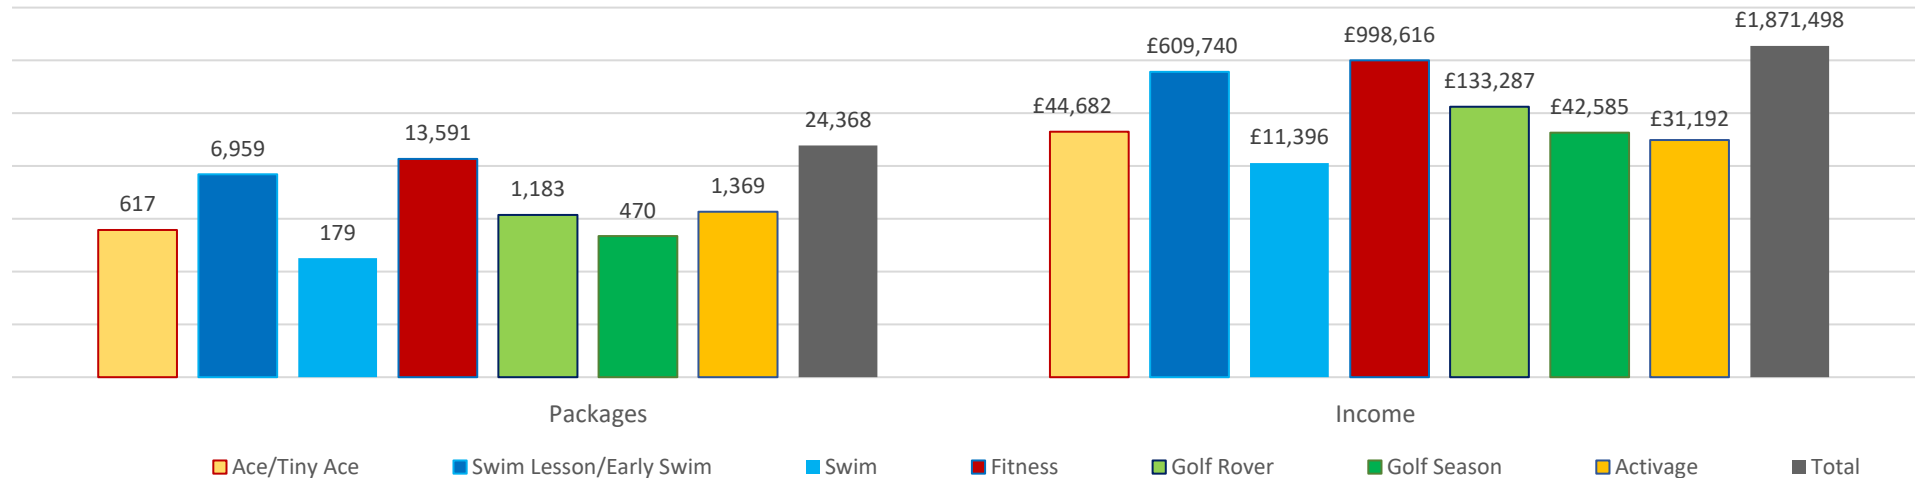 617
6,959
179
13,591
1,183
470
1,369
24,368
£44,682
£609,740
£11,396
£998,616
£133,287
£42,585
£31,192
£1,871,498
Packages
Income
Ace/Tiny Ace
Swim Lesson/Early Swim
Swim
Fitness
Golf Rover
Golf Season
Activage
Total